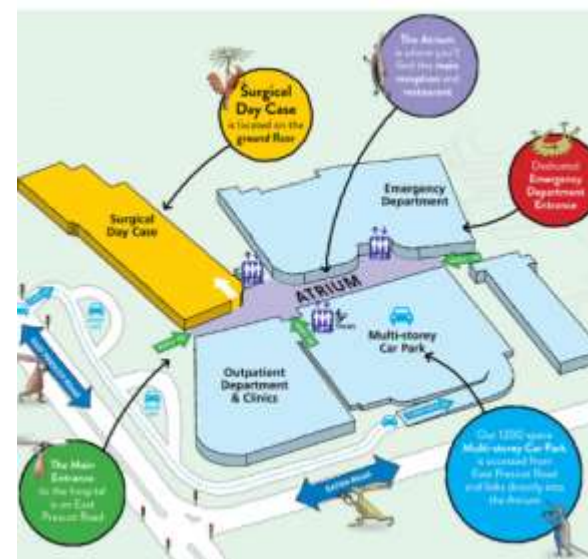 Surgical
Day Case
is located on the
ground floor
The Atrium
is where you'll
find the main
reception and
restaurant
Dedicated
Emergency
Department
Entrance
Emergency
Department
Surgical
Day Case
ATRIUM
Multi-storey
Car Park
Outpatient
Department
& Clinics
The Main
Entrance
to the hospital
is on East
Prescot Road
Eaton Road
Our 1200 space
Multi-storey Car Park
is accessed from
East Prescot Road
and links directly into
the Atrium